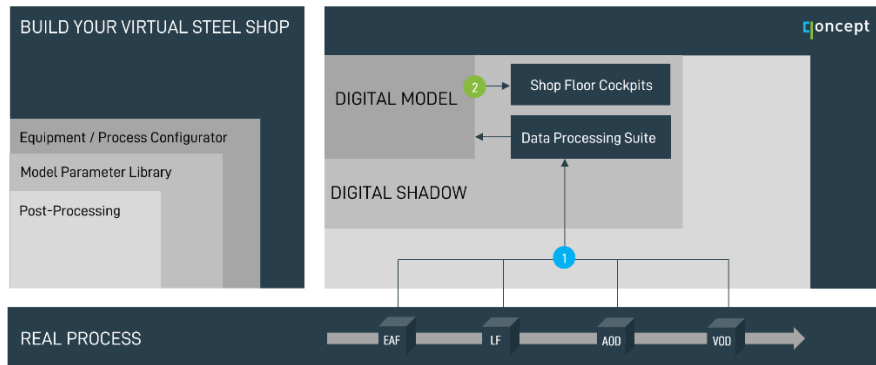 BUILD YOUR VIRTUAL STEEL SHOP
Equipment / Process Configurator
Model Parameter Library
Post-Processing
qoncept
DIGITAL MODEL
2
Shop Floor Cockpits
Data Processing Suite
DIGITAL SHADOW
1
REAL PROCESS
EAF
LF
AOD
VOD